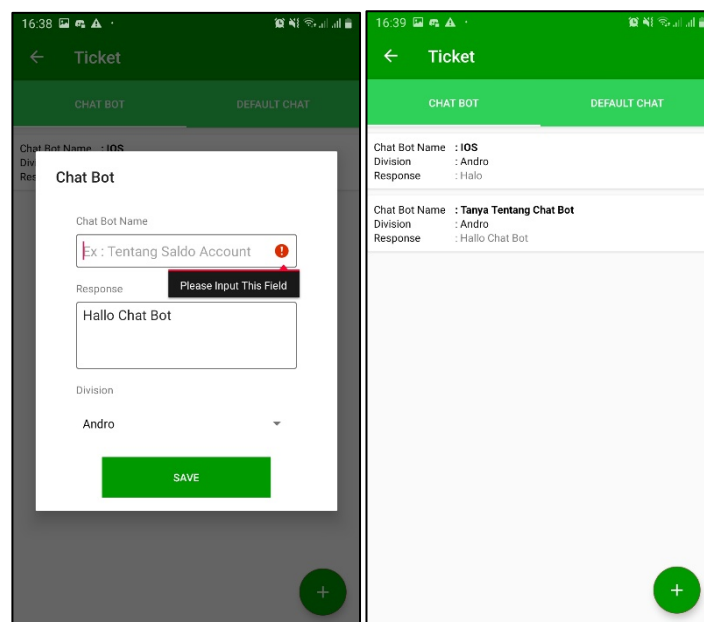 16:38
Ticket
CHAT BOT DEFAULT CHAT
Chat Bot Name : IOS
Div
Res
Chat Bot
Chat Bot Name
Ex : Tentang Saldo Account
Please Input This Field
Response
Hallo Chat Bot
Division
Andro
SAVE
+
16:39
Ticket
CHAT BOT DEFAULT CHAT
Chat Bot Name : IOS
Division : Andro
Response : Halo
Chat Bot Name : Tanya Tentang Chat Bot
Division : Andro
Response : Hallo Chat Bot
+